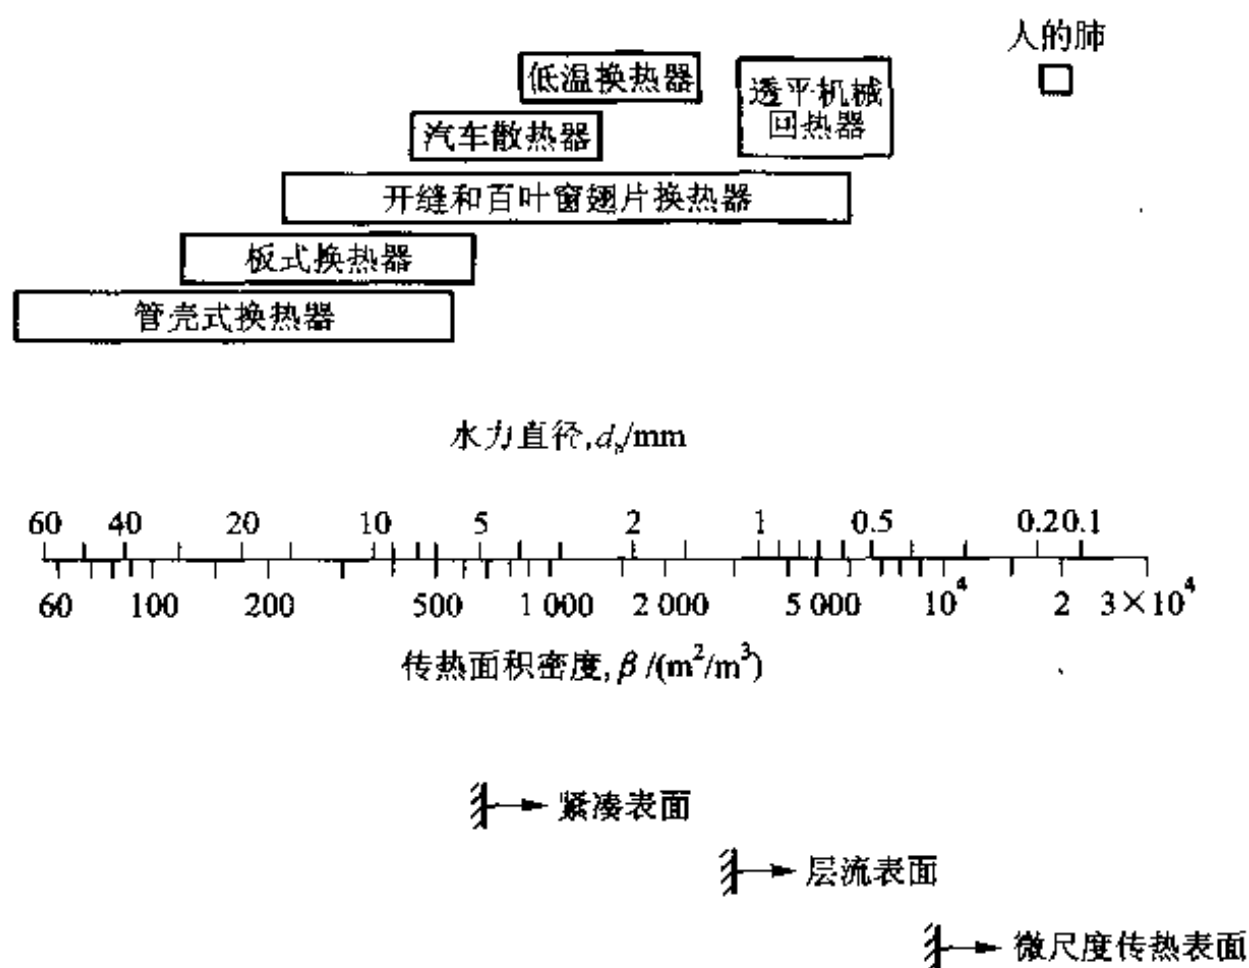 人的肺
低温换热器
透平机械
回热器
汽车散热器
开缝和百叶窗翅片换热器
板式换热器
管壳式换热器
水力直径,dₕ/mm
60 40 20 10 5 2 1 0.5 0.2 0.1
60 100 200 500 1 000 2 000 5 000 10⁴ 2 3×10⁴
传热面积密度,β/(m²/m³)
紧凑表面
层流表面
微尺度传热表面